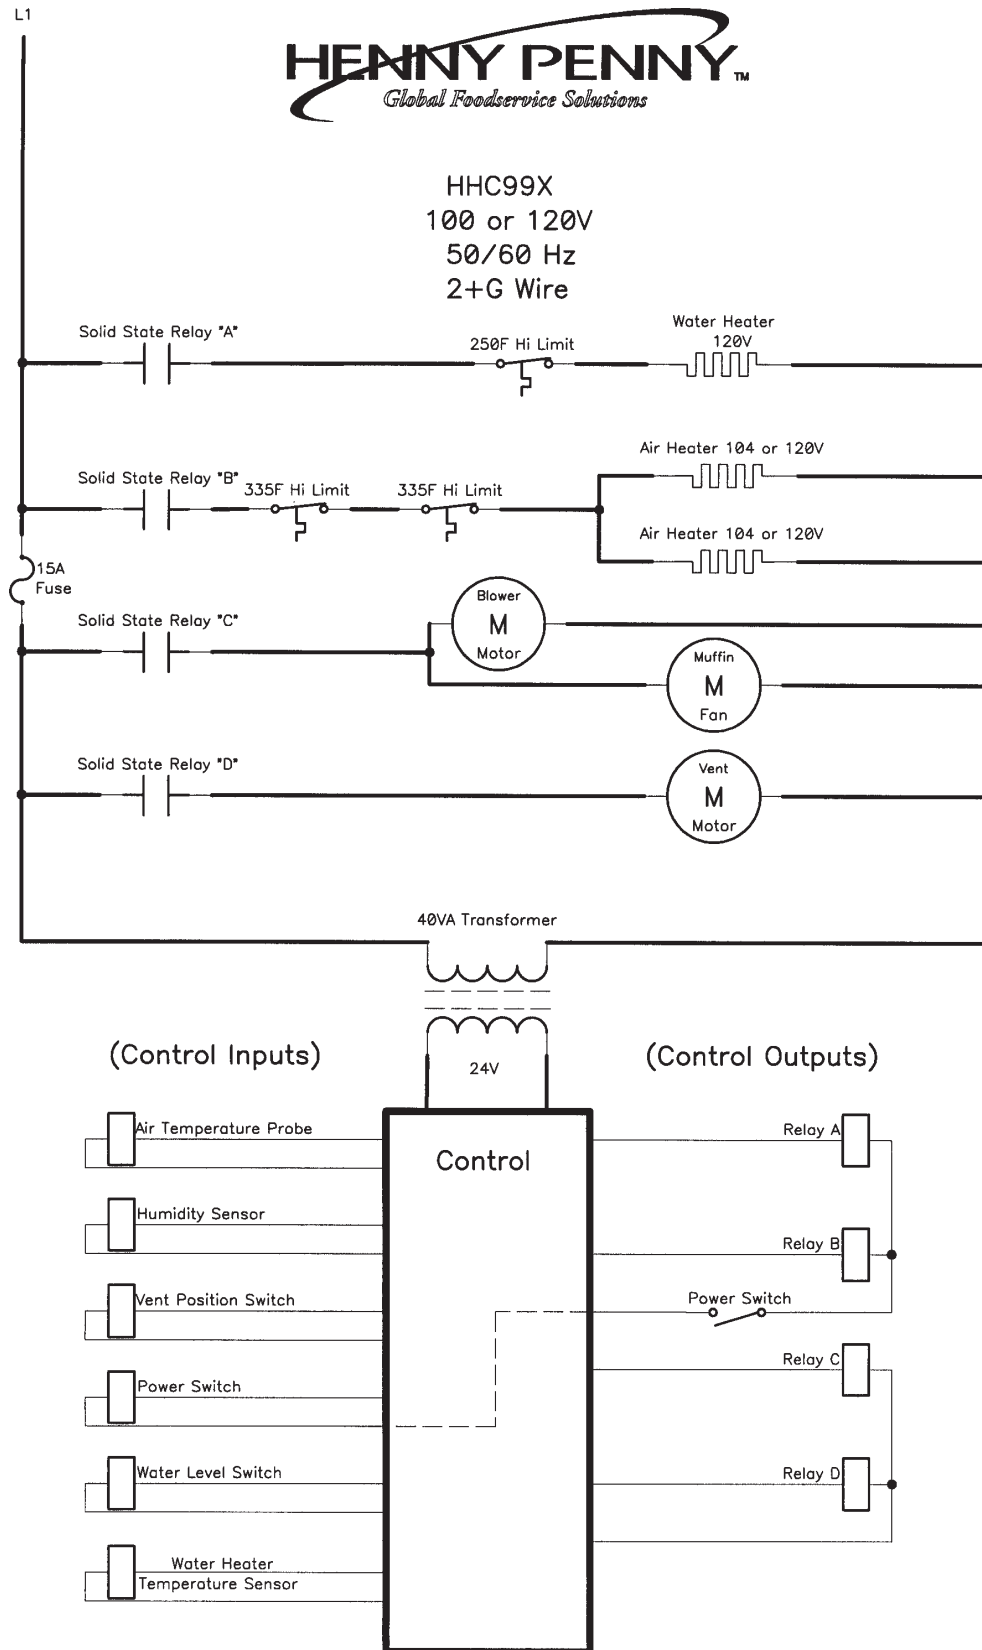 L1
HENNY PENNY™
Global Foodservice Solutions
HHC99X
100 or 120V
50/60 Hz
2+G Wire
Solid State Relay "A"
250F Hi Limit
Water Heater
120V
Solid State Relay "B"
335F Hi Limit
335F Hi Limit
Air Heater 104 or 120V
Air Heater 104 or 120V
15A
Fuse
Solid State Relay "C"
Blower
M
Motor
Muffin
M
Fan
Solid State Relay "D"
Vent
M
Motor
40VA Transformer
24V
(Control Inputs)
(Control Outputs)
Control
Air Temperature Probe
Relay A
Humidity Sensor
Relay B
Vent Position Switch
Power Switch
Relay C
Power Switch
Water Level Switch
Relay D
Water Heater
Temperature Sensor